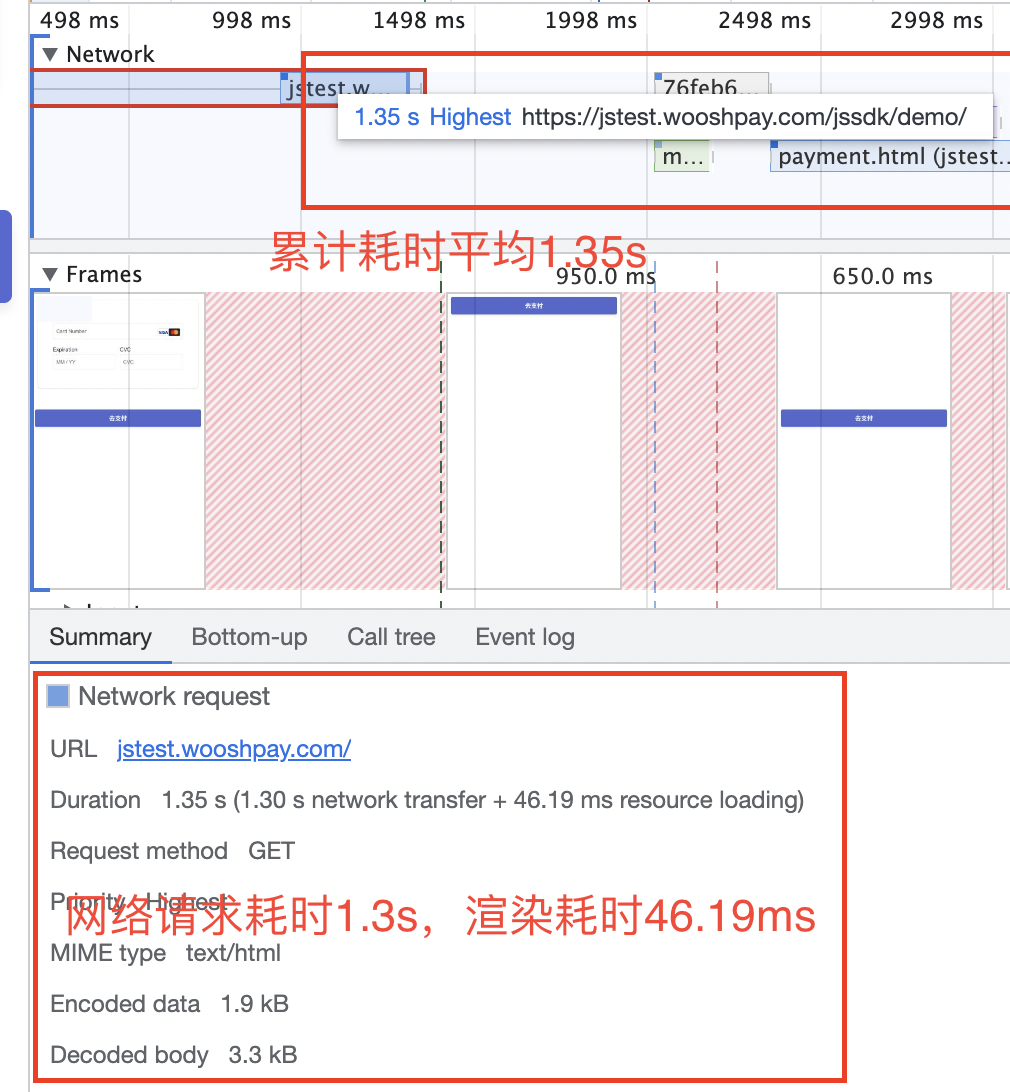 498 ms 998 ms 1498 ms 1998 ms 2498 ms 2998 ms
▼ Network
jstest.w... 76feb6...
1.35 s Highest https://jstest.wooshpay.com/jssdk/demo/
m... payment.html (jstest...
累计耗时平均1.35s
▼ Frames 950.0 ms 650.0 ms
去支付
Card Number VISA
Expiration CVC
MM / YY CVC
去支付 去支付
Summary Bottom-up Call tree Event log
Network request
URL jstest.wooshpay.com/
Duration 1.35 s (1.30 s network transfer + 46.19 ms resource loading)
Request method GET
Priority Highest
网络请求耗时1.3s，渲染耗时46.19ms
MIME type text/html
Encoded data 1.9 kB
Decoded body 3.3 kB